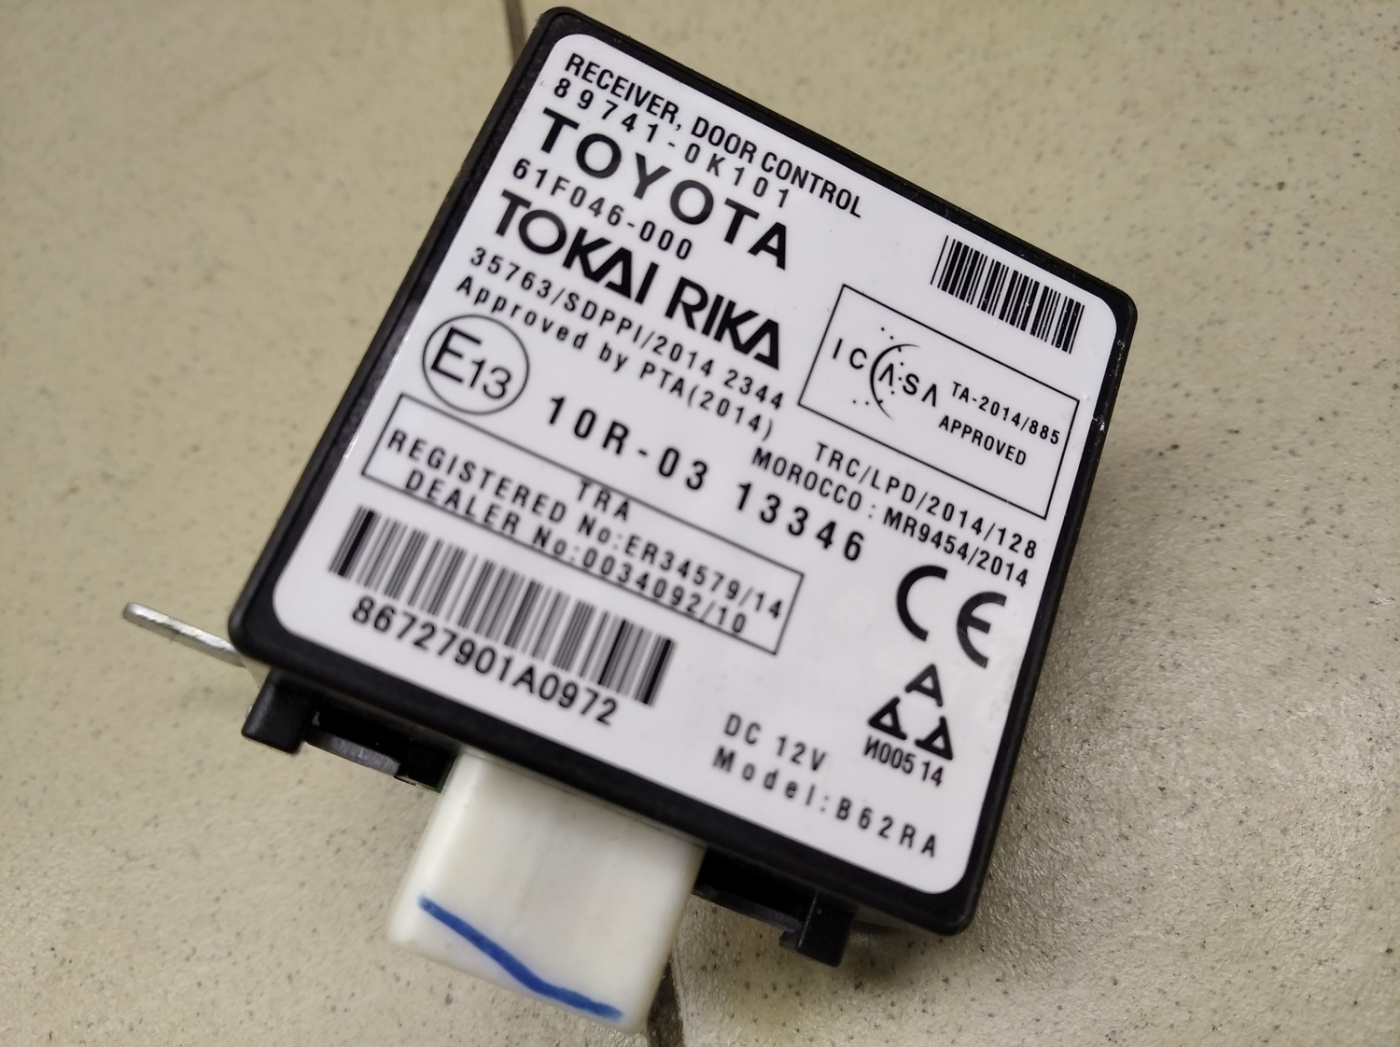 RECEIVER, DOOR CONTROL
89741-0K101
TOYOTA
61F046-000
TOKAI RIKA
35763/SDPPI/2014 2344
Approved by PTA(2014)
E13
10R-03 13346
ICASA
TA-2014/885
APPROVED
TRC/LPD/2014/128
MOROCCO : MR9454/2014
TRA
REGISTERED No:ER34579/14
DEALER No:0034092/10
86727901A0972
CE
И005 14
DC 12V
Model:B62RA